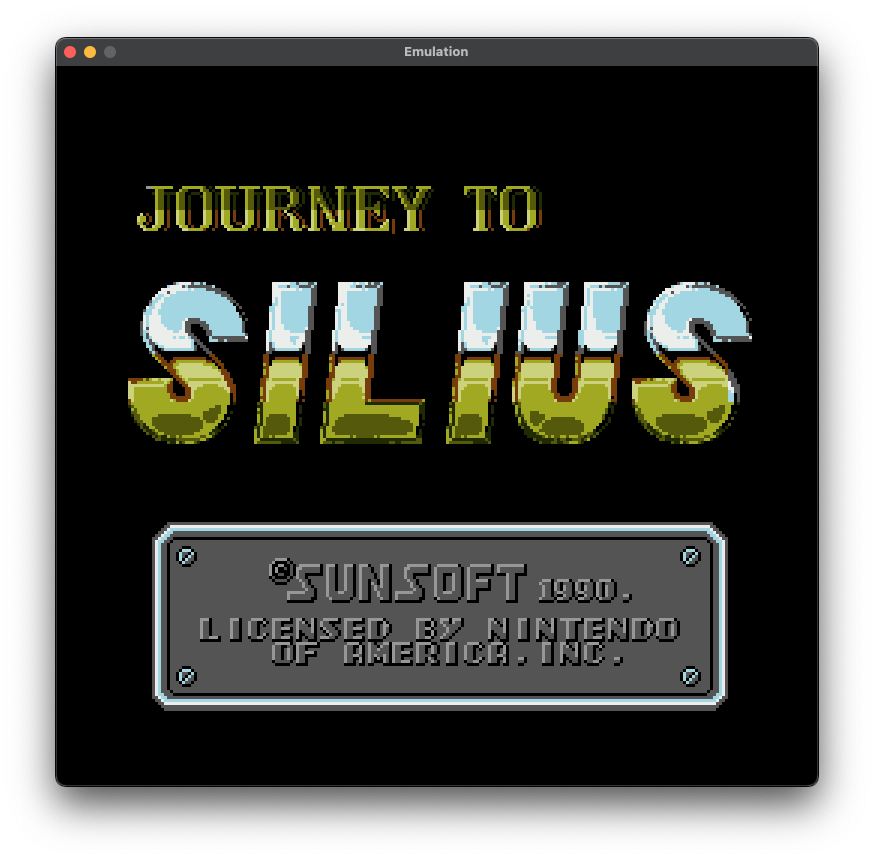 Emulation
JOURNEY TO
SILIUS
©SUNSOFT 1990.
LICENSED BY NINTENDO
OF AMERICA.INC.